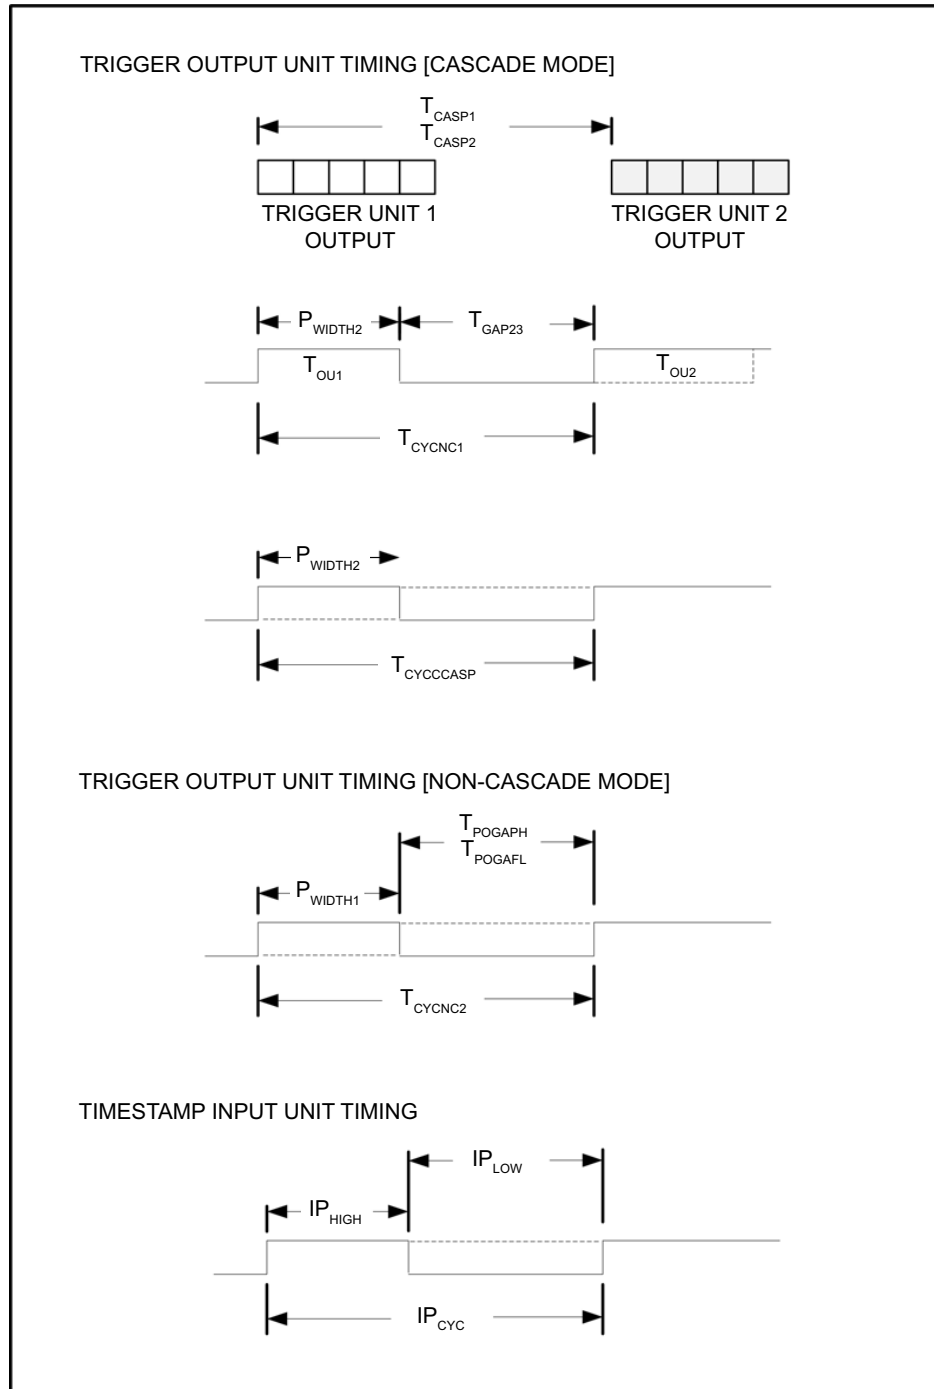 TRIGGER OUTPUT UNIT TIMING [CASCADE MODE]
TCASP1
TCASP2
TRIGGER UNIT 1
OUTPUT
TRIGGER UNIT 2
OUTPUT
PWIDTH2
TGAP23
TOU1
TOU2
TCYCNC1
PWIDTH2
TCYCCCASP
TRIGGER OUTPUT UNIT TIMING [NON-CASCADE MODE]
TPOGAPH
TPOGAFL
PWIDTH1
TCYCNC2
TIMESTAMP INPUT UNIT TIMING
IPLOW
IPHIGH
IPCYC